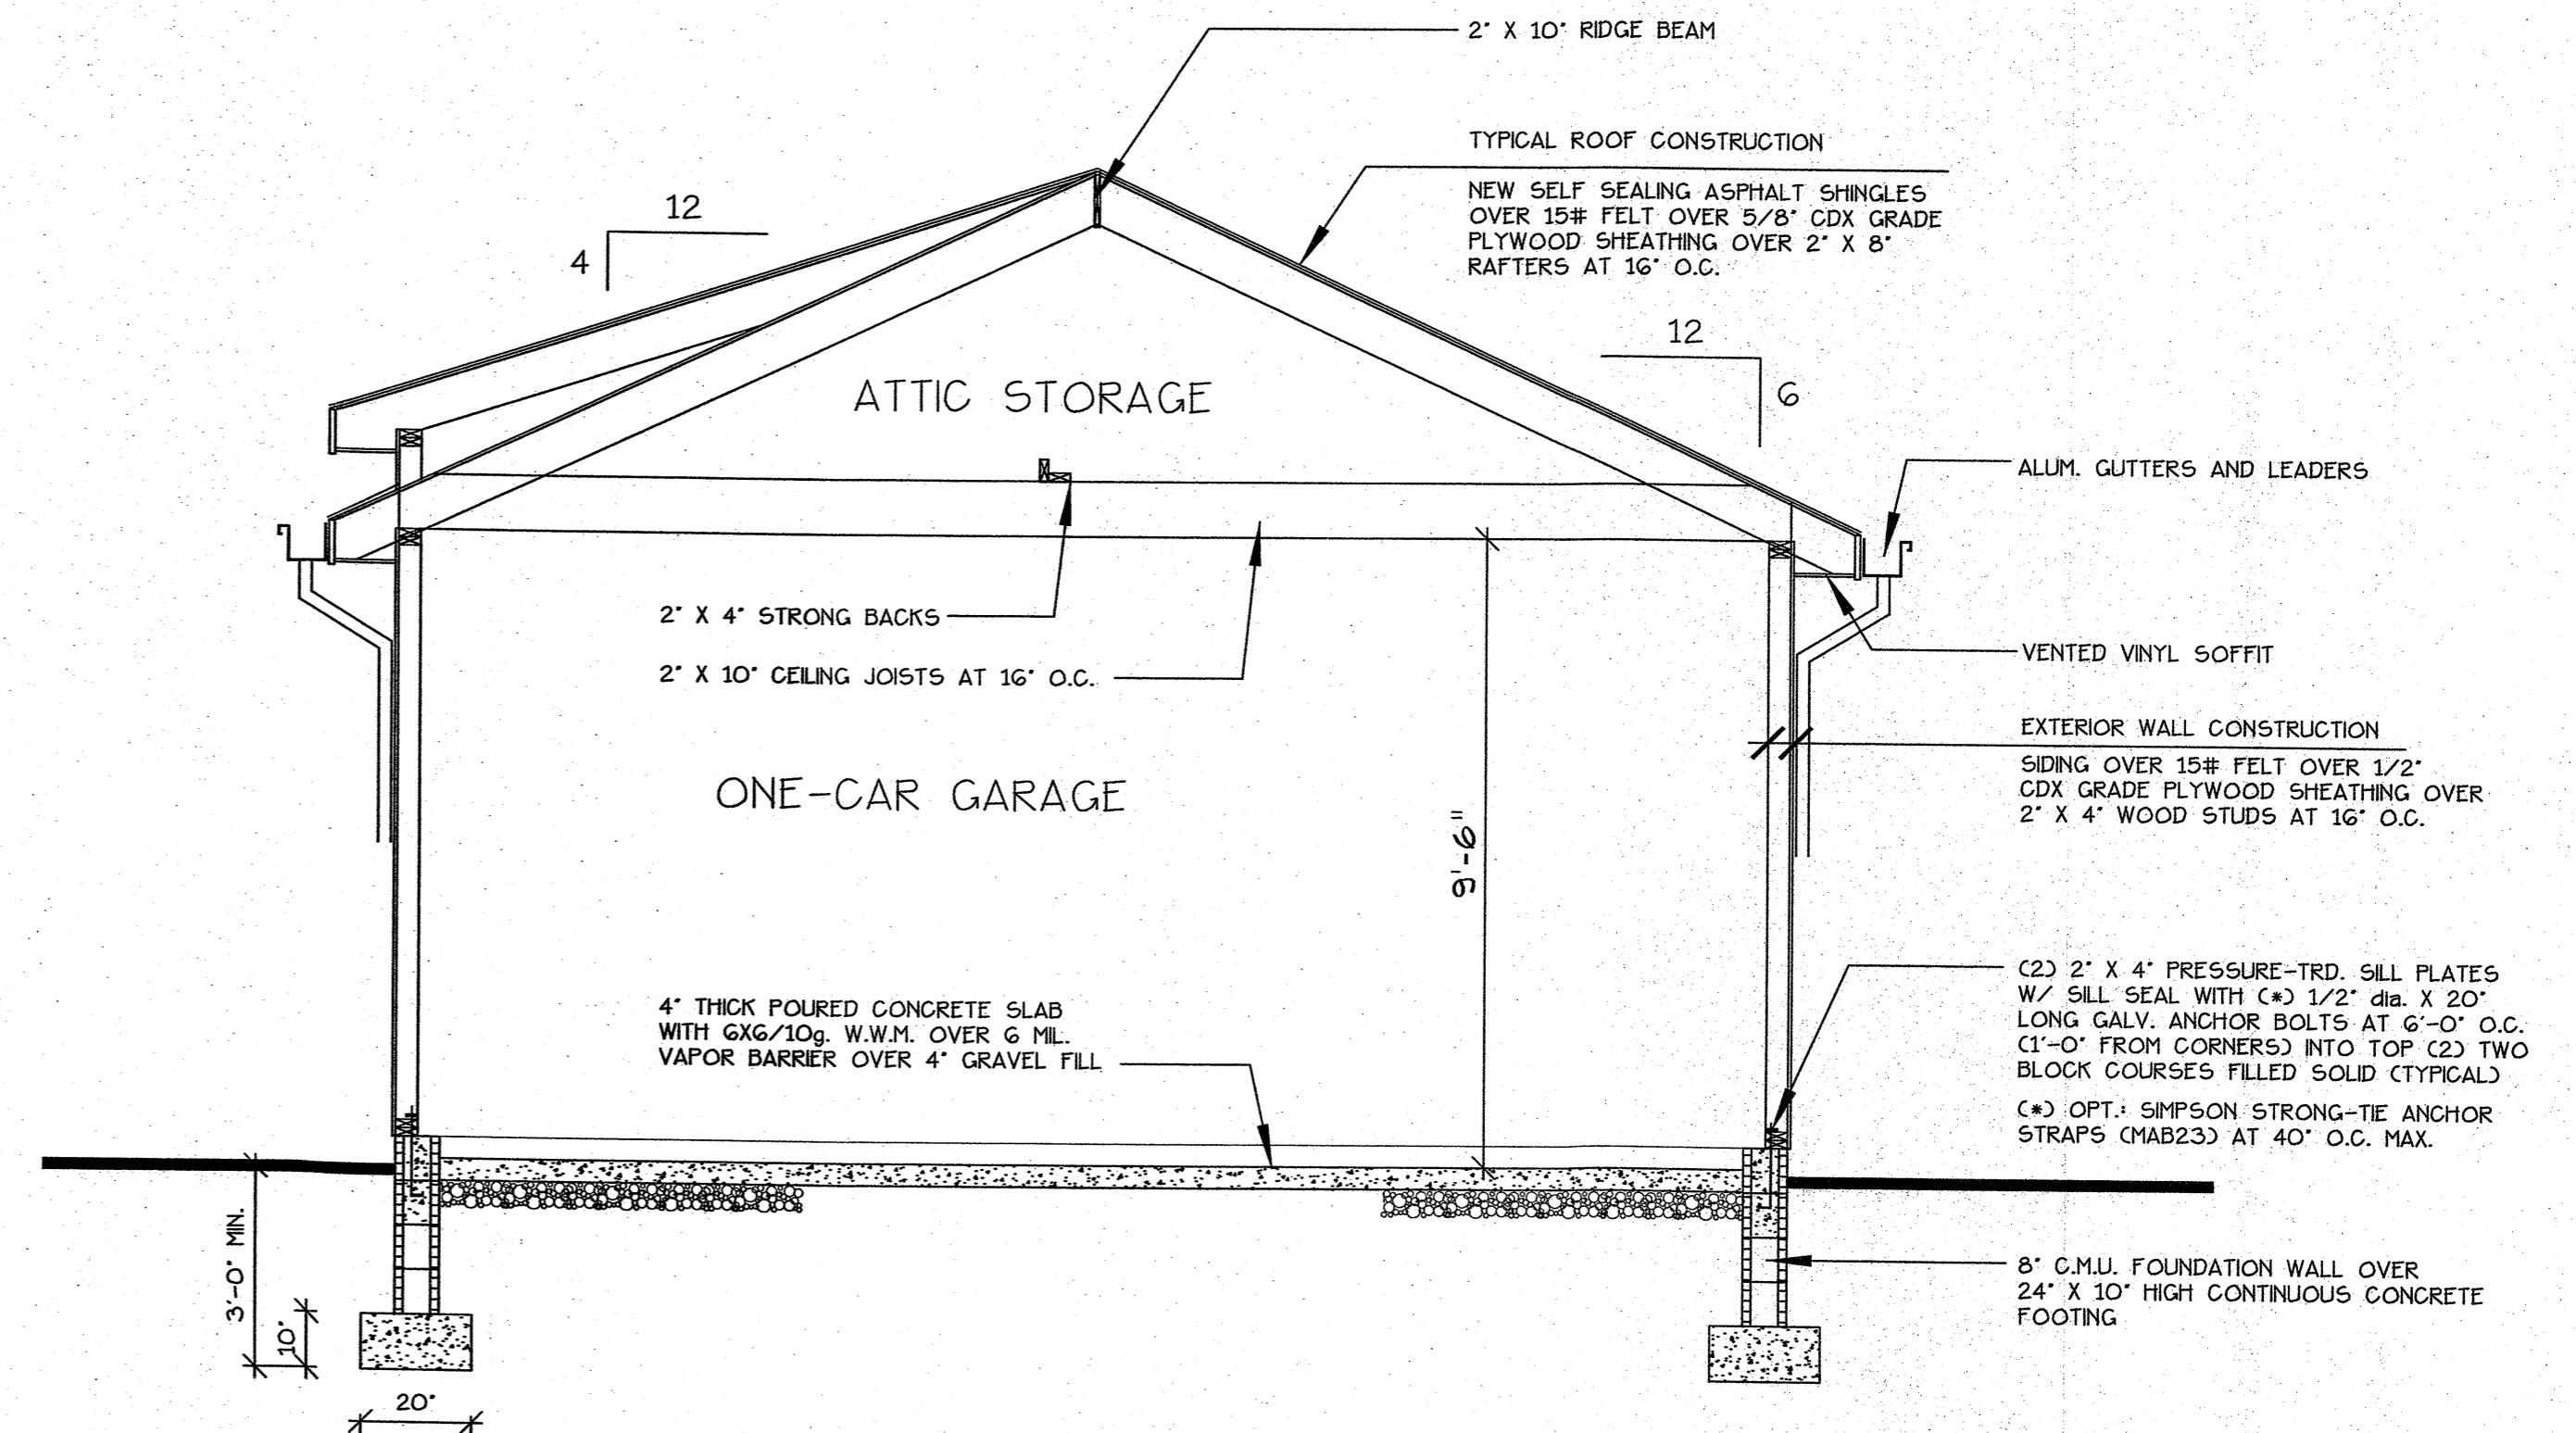 2" X 10" RIDGE BEAM
TYPICAL ROOF CONSTRUCTION
NEW SELF SEALING ASPHALT SHINGLES
OVER 15# FELT OVER 5/8" CDX GRADE
PLYWOOD SHEATHING OVER 2" X 8"
RAFTERS AT 16" O.C.
12
4
12
6
ATTIC STORAGE
ALUM. GUTTERS AND LEADERS
2" X 4" STRONG BACKS
2" X 10" CEILING JOISTS AT 16" O.C.
VENTED VINYL SOFFIT
EXTERIOR WALL CONSTRUCTION
SIDING OVER 15# FELT OVER 1/2"
CDX GRADE PLYWOOD SHEATHING OVER
2" X 4" WOOD STUDS AT 16" O.C.
ONE-CAR GARAGE
9'-6"
4" THICK POURED CONCRETE SLAB
WITH 6X6/10g. W.W.M. OVER 6 MIL.
VAPOR BARRIER OVER 4" GRAVEL FILL
(2) 2" X 4" PRESSURE-TRD. SILL PLATES
W/ SILL SEAL WITH (*) 1/2" dia. X 20"
LONG GALV. ANCHOR BOLTS AT 6'-0" O.C.
(1'-0" FROM CORNERS) INTO TOP (2) TWO
BLOCK COURSES FILLED SOLID (TYPICAL)
(*) OPT.: SIMPSON STRONG-TIE ANCHOR
STRAPS (MAB23) AT 40" O.C. MAX.
3'-0" MIN.
10"
20"
8" C.M.U. FOUNDATION WALL OVER
24" X 10" HIGH CONTINUOUS CONCRETE
FOOTING